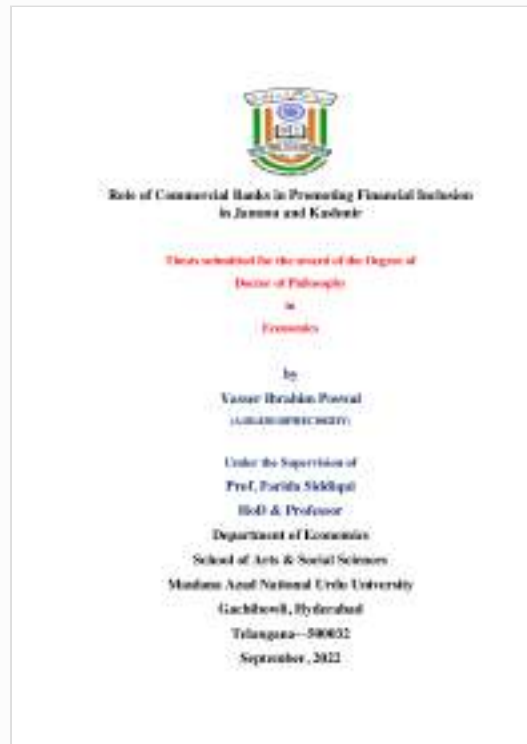 Role of Commercial Banks in Promoting Financial Inclusion
in Jammu and Kashmir
Thesis submitted for the award of the Degree of
Doctor of Philosophy
in
Economics
by
Yasser Ibrahim Poswal
Under the Supervision of
Prof. Farida Siddiqui
HoD & Professor
Department of Economics
School of Arts & Social Sciences
Maulana Azad National Urdu University
Gachibowli, Hyderabad
Telangana—500032
September, 2022